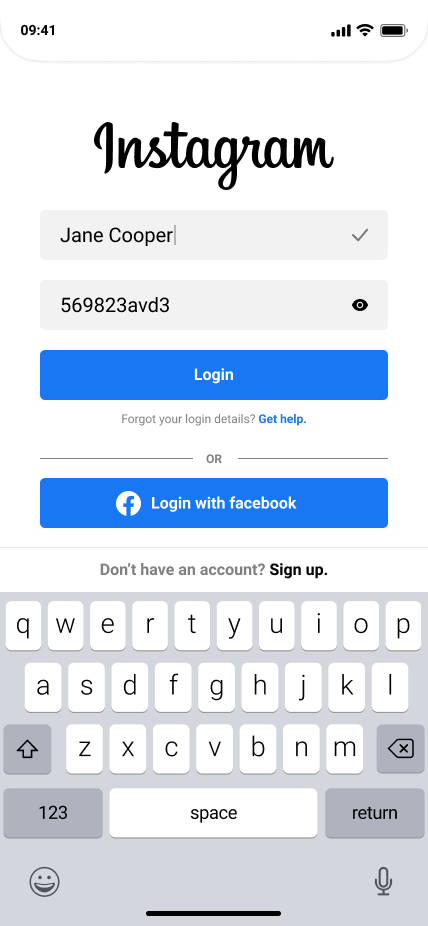 09:41
Instagram
Jane Cooper
569823avd3
Login
Forgot your login details? Get help.
OR
Login with facebook
Don’t have an account? Sign up.
q w e r t y u i o p
a s d f g h j k l
z x c v b n m
123 space return